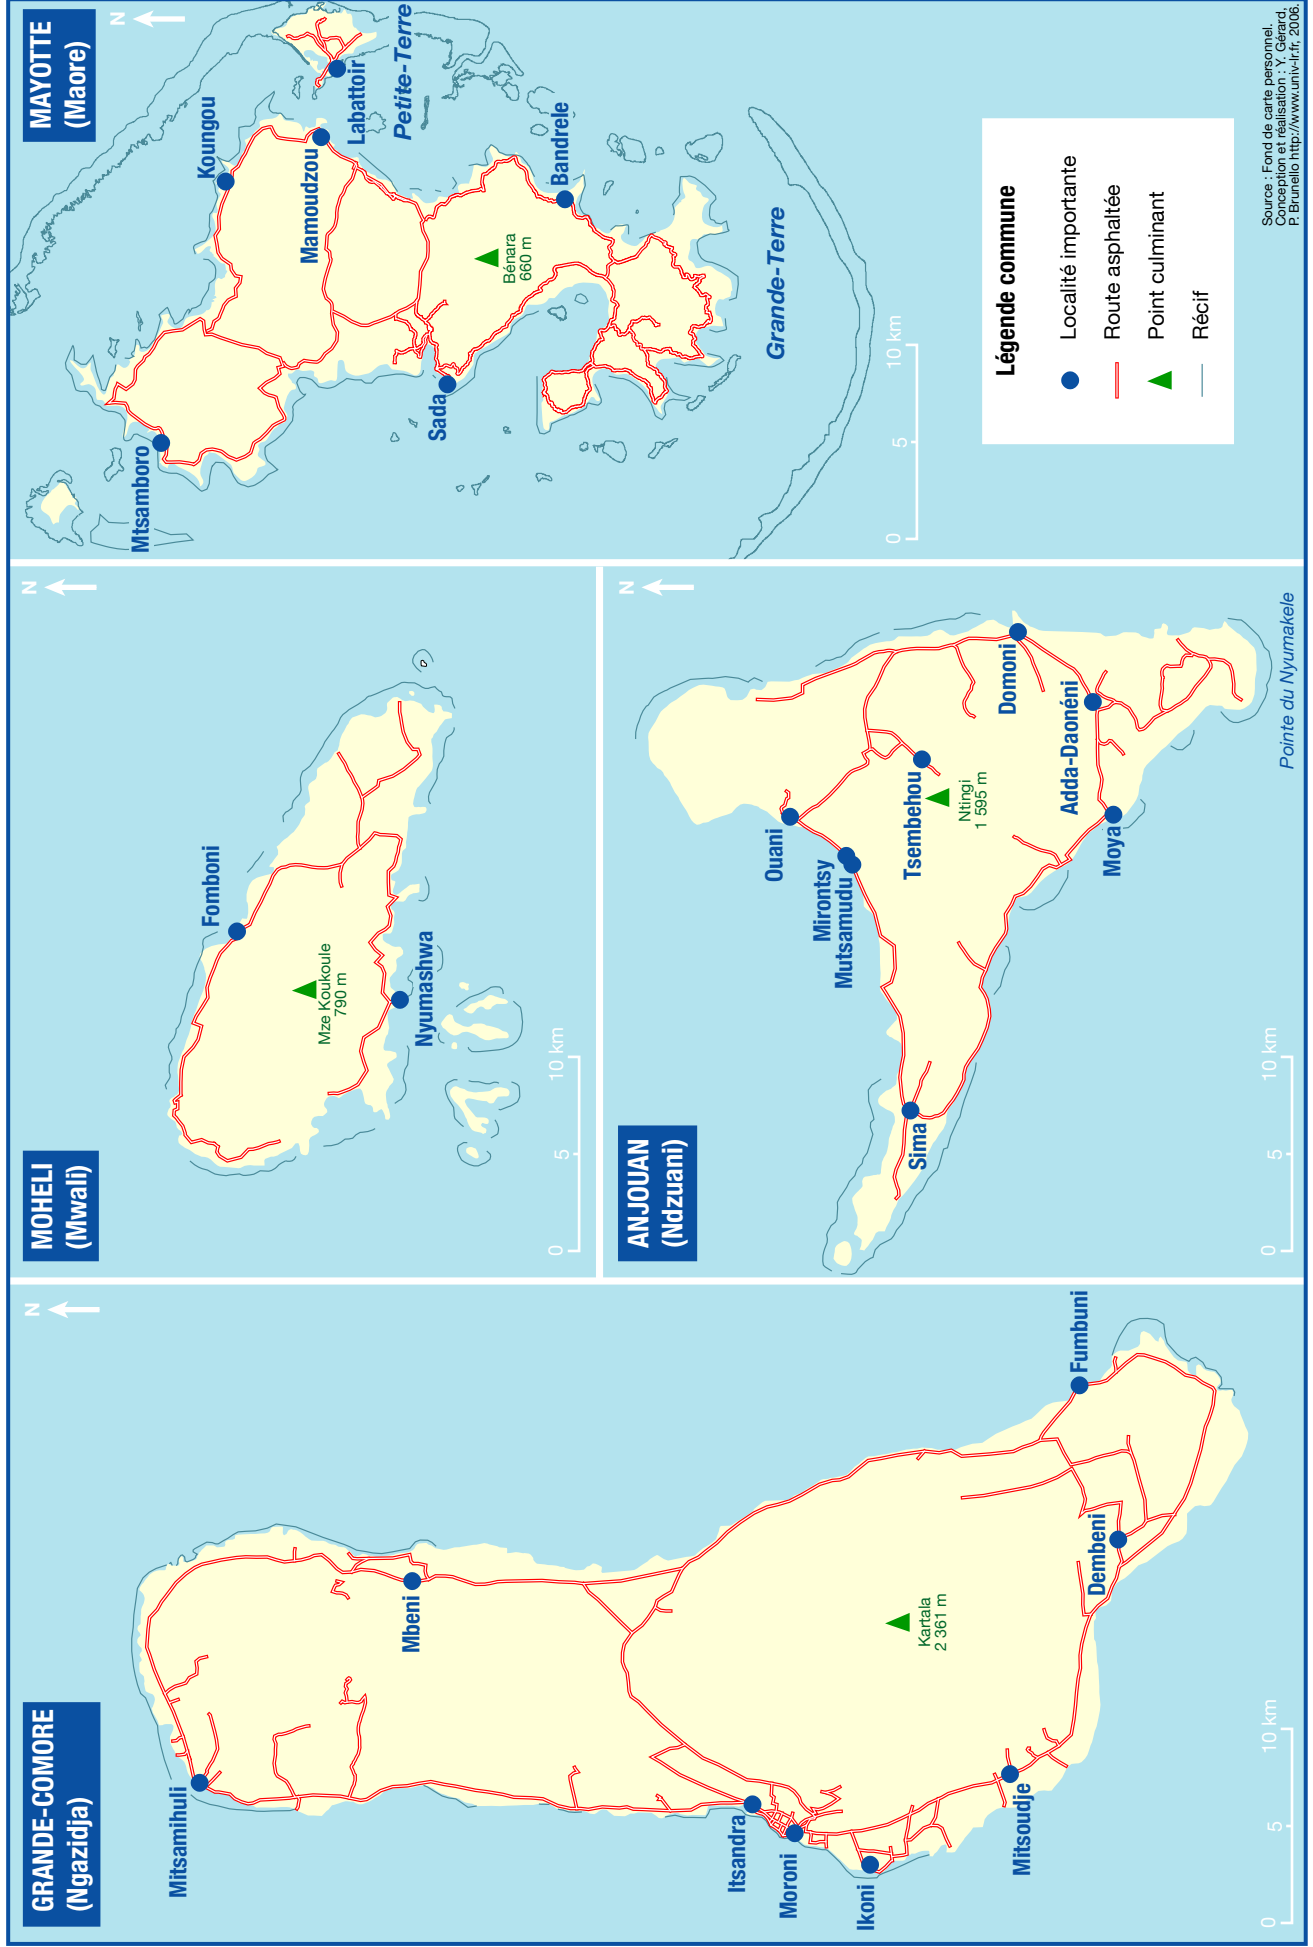 GRANDE-COMORE
(Ngazidja)
N
Mitsamihuli
Mbeni
Itsandra
Moroni
Ikoni
Mitsoudje
Dembeni
Fumbuni
Kartala
2 361 m
0
5
10 km
MOHELI
(Mwali)
N
Fomboni
Mze Koukoule
790 m
Nyumashwa
0
5
10 km
ANJOUAN
(Ndzuani)
N
Ouani
Mirontsy
Mutsamudu
Tsembehou
Ntingi
1 595 m
Domoni
Adda-Daonéni
Moya
Sima
Pointe du Nyumakele
0
5
10 km
MAYOTTE
(Maore)
N
Mtsamboro
Koungou
Mamoudzou
Labattoir
Petite-Terre
Sada
Bénara
660 m
Bandrele
Grande-Terre
0
5
10 km
Légende commune
Localité importante
Route asphaltée
Point culminant
Récif
Source : Fond de carte personnel.
Conception et réalisation : Y. Gérard,
P. Brunello http://www.univ-lr.fr, 2006.